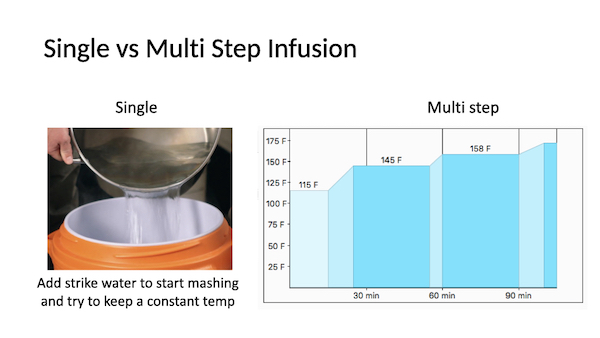 Single vs Multi Step Infusion
Single
Multi step
175 F
150 F
125 F
100 F
75 F
50 F
25 F
115 F
145 F
158 F
30 min
60 min
90 min
Add strike water to start mashing
and try to keep a constant temp